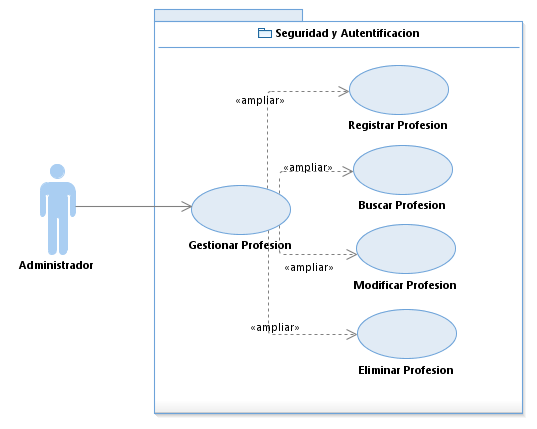 Seguridad y Autentificacion
«ampliar»
Registrar Profesion
«ampliar»
Buscar Profesion
Gestionar Profesion
Administrador
«ampliar»
Modificar Profesion
«ampliar»
Eliminar Profesion